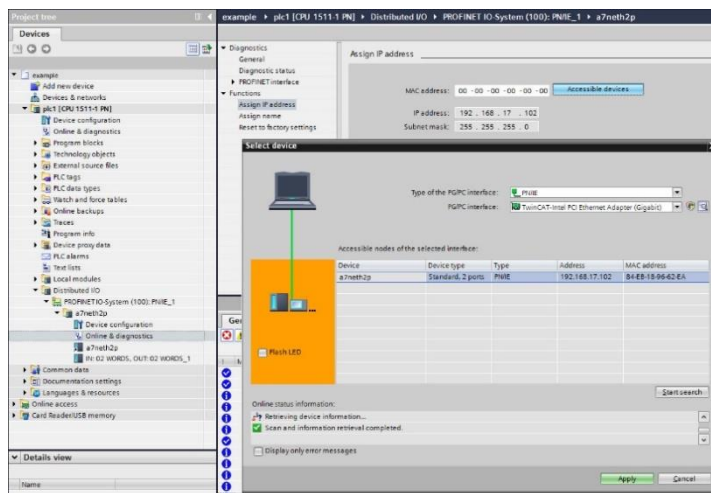 Project tree
Devices
example
Add new device
Devices & networks
plc1 [CPU 1511-1 PN]
Device configuration
Online & diagnostics
Program blocks
Technology objects
External source files
PLC tags
PLC data types
Watch and force tables
Online backups
Traces
Program info
Device proxy data
PLC alarms
Text lists
Local modules
Distributed I/O
PROFINET IO-System (100): PN/IE_1
a7neth2p
Device configuration
Online & diagnostics
a7neth2p
IN: 02 WORDS, OUT: 02 WORDS_1
Common data
Documentation settings
Languages & resources
Online access
Card Reader/USB memory
Details view
Name
example ▸ plc1 [CPU 1511-1 PN] ▸ Distributed I/O ▸ PROFINET IO-System (100): PN/IE_1 ▸ a7neth2p
Diagnostics
General
Diagnostic status
PROFINET interface
Functions
Assign IP address
Assign name
Reset to factory settings
Assign IP address
MAC address: 00 -00 -00 -00 -00 -00 Accessible devices
IP address: 192 . 168 . 17 . 102
Subnet mask: 255 . 255 . 255 . 0
Select device
Type of the PG/PC interface: PN/IE
PG/PC interface: TwinCAT-Intel PCI Ethernet Adapter (Gigabit)
Accessible nodes of the selected interface:
Device Device type Type Address MAC address
a7neth2p Standard, 2 ports PN/IE 192.168.17.102 84-EB-18-96-62-EA
Flash LED
Start search
Online status information:
Retrieving device information...
Scan and information retrieval completed.
Display only error messages
Apply Cancel